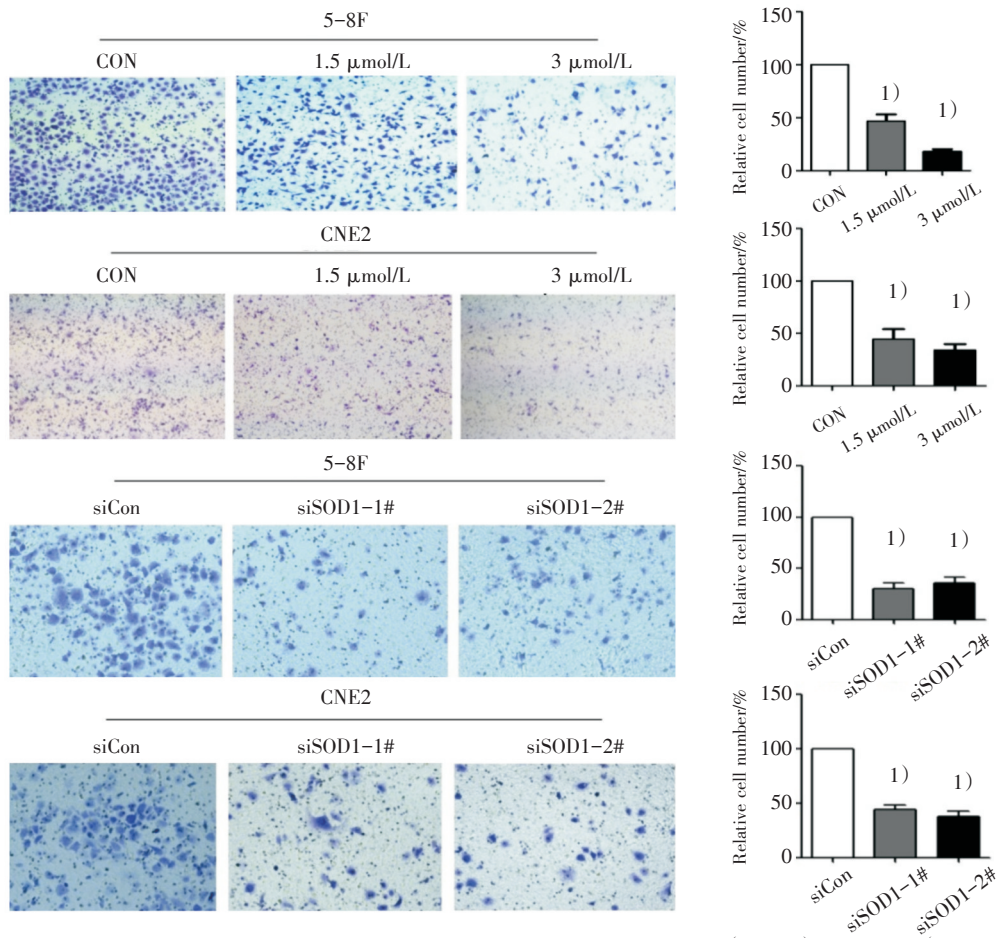 5-8F
CON 1.5 μmol/L 3 μmol/L
Relative cell number/%
150
100
50
0
1) 1)
CON 1.5 μmol/L 3 μmol/L
CNE2
CON 1.5 μmol/L 3 μmol/L
Relative cell number/%
150
100
50
0
1) 1)
CON 1.5 μmol/L 3 μmol/L
5-8F
siCon siSOD1-1# siSOD1-2#
Relative cell number/%
150
100
50
0
1) 1)
siCon siSOD1-1# siSOD1-2#
CNE2
siCon siSOD1-1# siSOD1-2#
Relative cell number/%
150
100
50
0
1) 1)
siCon siSOD1-1# siSOD1-2#